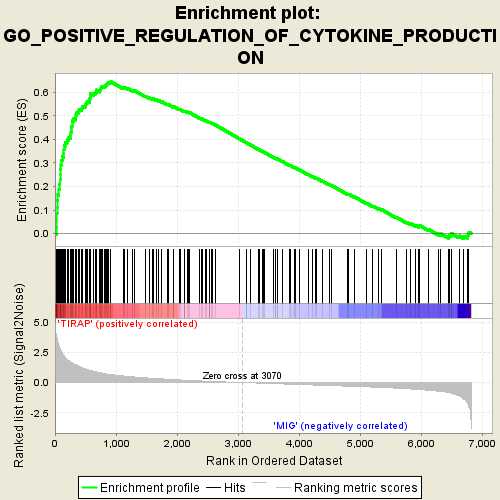 Enrichment plot:
GO_POSITIVE_REGULATION_OF_CYTOKINE_PRODUCTI
ON
Enrichment score (ES)
0.6
0.5
0.4
0.3
0.2
0.1
0.0
'TIRAP' (positively correlated)
Ranked list metric (Signal2Noise)
5.0
2.5
0.0
-2.5
Zero cross at 3070
'MIG' (negatively correlated)
0
1,000
2,000
3,000
4,000
5,000
6,000
7,000
Rank in Ordered Dataset
Enrichment profile
Hits
Ranking metric scores